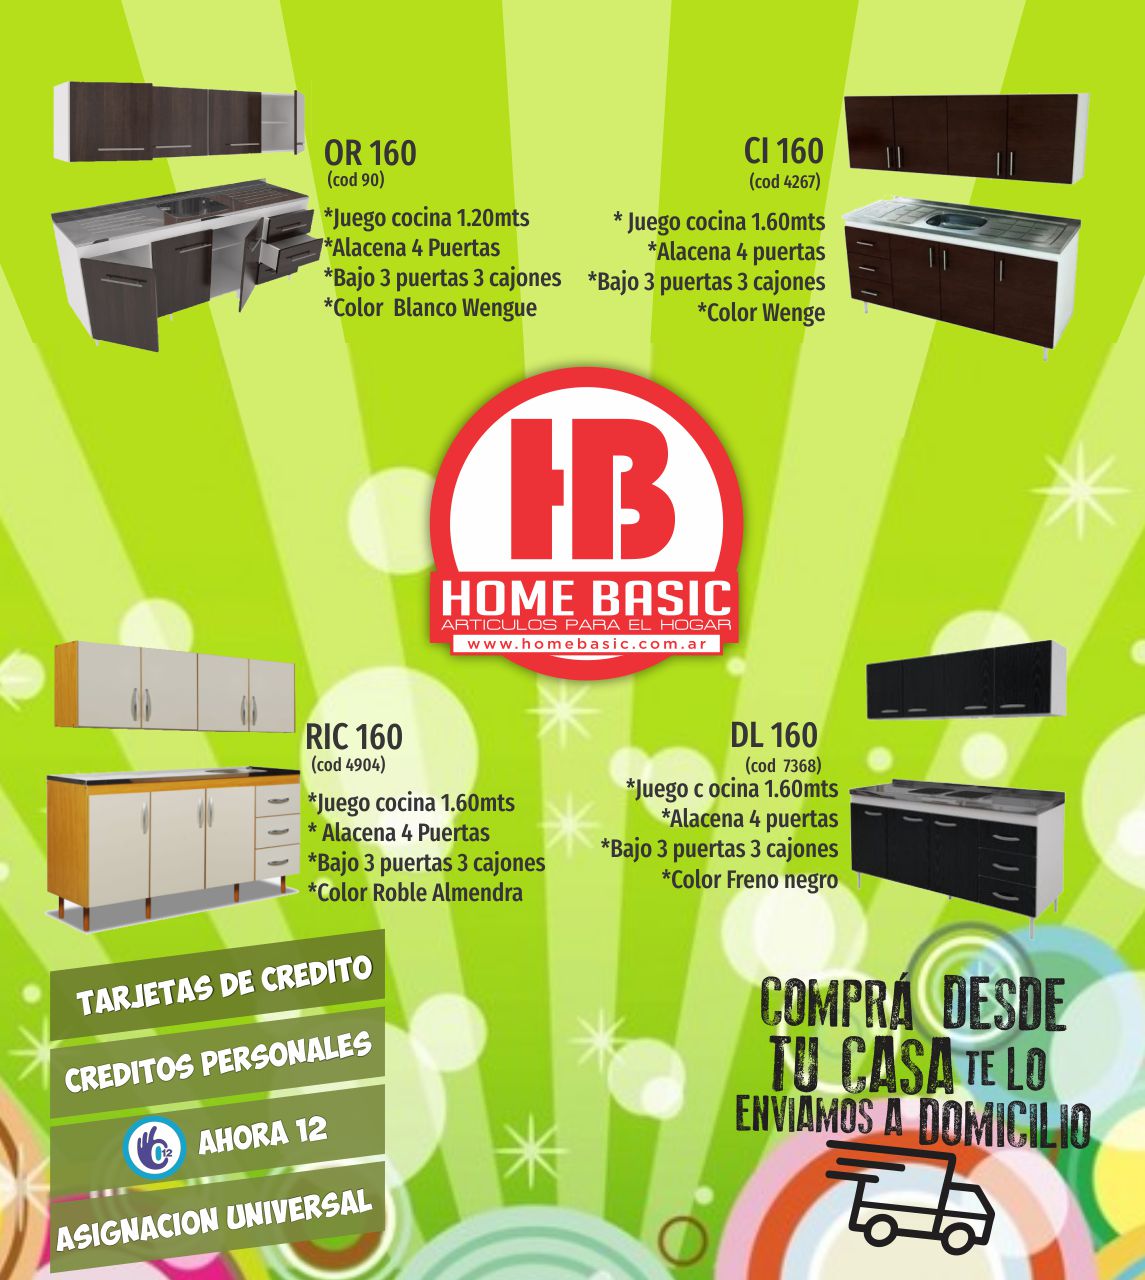 OR 160
(cod 90)
*Juego cocina 1.20mts
*Alacena 4 Puertas
*Bajo 3 puertas 3 cajones
*Color  Blanco Wengue
CI 160
(cod 4267)
* Juego cocina 1.60mts
*Alacena 4 puertas
*Bajo 3 puertas 3 cajones
*Color Wenge
HB
HOME BASIC
ARTICULOS PARA EL HOGAR
www.homebasic.com.ar
RIC 160
(cod 4904)
*Juego cocina 1.60mts
* Alacena 4 Puertas
*Bajo 3 puertas 3 cajones
*Color Roble Almendra
DL 160
(cod  7368)
*Juego c ocina 1.60mts
*Alacena 4 puertas
*Bajo 3 puertas 3 cajones
*Color Freno negro
TARJETAS DE CREDITO
CREDITOS PERSONALES
12 AHORA 12
ASIGNACION UNIVERSAL
COMPRÁ DESDE
TU CASA TE LO
ENVIAMOS A DOMICILIO